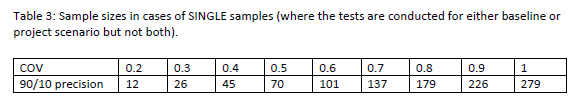 Table 3: Sample sizes in cases of SINGLE samples (where the tests are conducted for either baseline or
project scenario but not both).
COV 0.2 0.3 0.4 0.5 0.6 0.7 0.8 0.9 1
90/10 precision 12 26 45 70 101 137 179 226 279